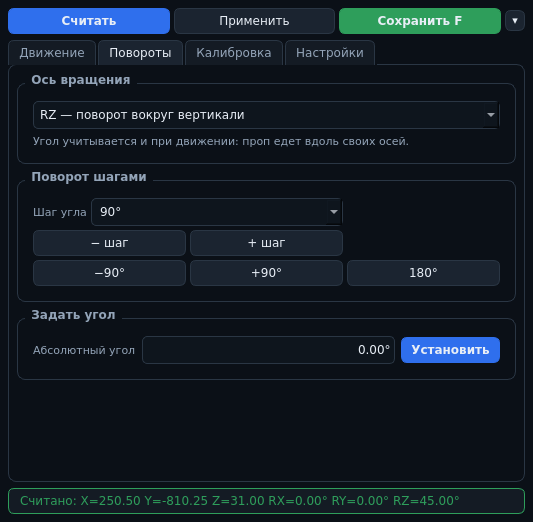 Считать Применить Сохранить F ▾
Движение Повороты Калибровка Настройки
Ось вращения
RZ — поворот вокруг вертикали
Угол учитывается и при движении: проп едет вдоль своих осей.
Поворот шагами
Шаг угла 90°
− шаг + шаг
−90° +90° 180°
Задать угол
Абсолютный угол 0.00° Установить
Считано: X=250.50 Y=-810.25 Z=31.00 RX=0.00° RY=0.00° RZ=45.00°